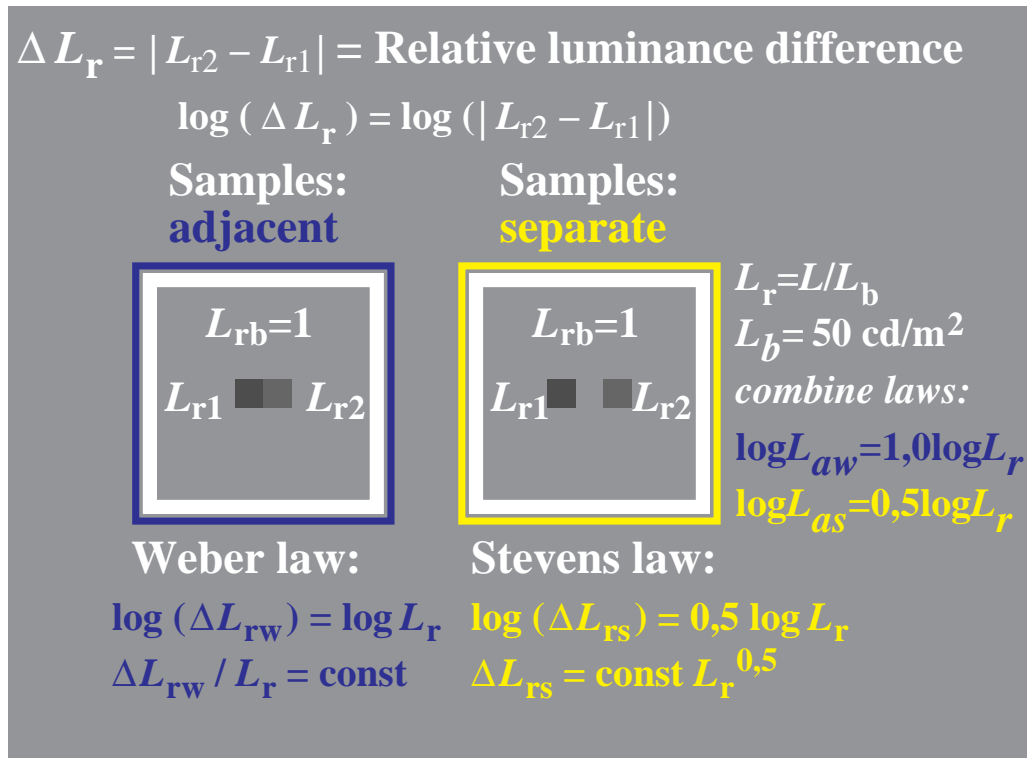 Δ Lr = | Lr2 – Lr1| = Relative luminance difference
log ( Δ Lr ) = log (| Lr2 – Lr1|)
Samples:
adjacent
Samples:
separate
Lrb=1
Lr1 Lr2
Lrb=1
Lr1 Lr2
Lr=L/Lb
Lb= 50 cd/m2
combine laws:
logLaw=1,0logLr
logLas=0,5logLr
Weber law:
log (ΔLrw) = log Lr
ΔLrw / Lr = const
Stevens law:
log (ΔLrs) = 0,5 log Lr
ΔLrs = const Lr0,5